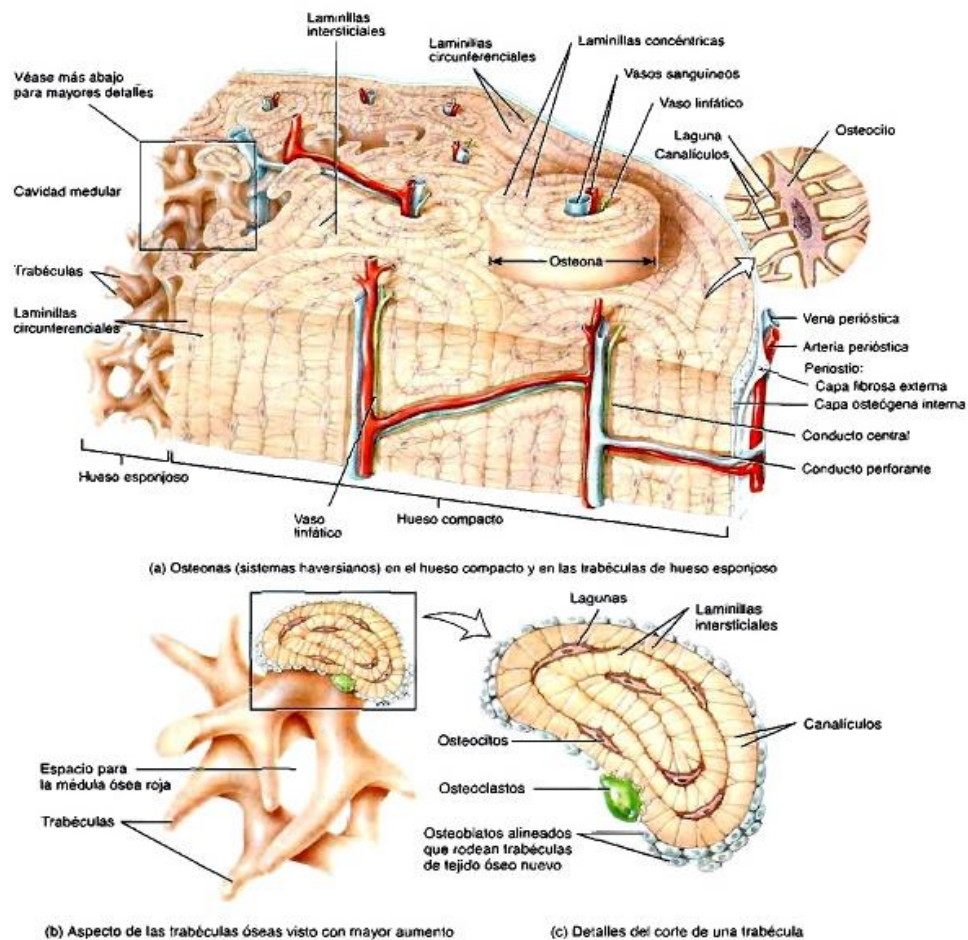 Laminillas
intersticiales
Laminillas
circunferenciales
Laminillas concéntricas
Vasos sanguíneos
Vaso linfático
Véase más abajo
para mayores detalles
Laguna
Canalículos
Osteocito
Cavidad medular
Osteona
Trabéculas
Laminillas
circunferenciales
Vena perióstica
Arteria perióstica
Periostio:
Capa fibrosa externa
Capa osteógena interna
Conducto central
Conducto perforante
Hueso esponjoso
Vaso
linfático
Hueso compacto
(a) Osteonas (sistemas haversianos) en el hueso compacto y en las trabéculas de hueso esponjoso
Lagunas
Laminillas
intersticiales
Canalículos
Osteocitos
Espacio para
la médula ósea roja
Osteoclastos
Trabéculas
Osteoblatos alineados
que rodean trabéculas
de tejido óseo nuevo
(b) Aspecto de las trabéculas óseas visto con mayor aumento
(c) Detalles del corte de una trabécula